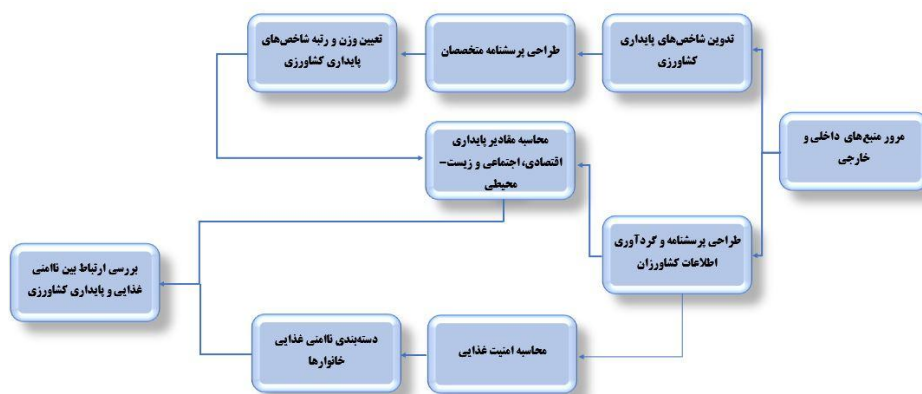 تدوین شاخص‌های پایداری
کشاورزی
طراحی پرسشنامه متخصصان
تعیین وزن و رتبه شاخص‌های
پایداری کشاورزی
مرور منبع‌های داخلی و
خارجی
محاسبه مقادیر پایداری
اقتصادی، اجتماعی و زیست-
محیطی
طراحی پرسشنامه و گردآوری
اطلاعات کشاورزان
بررسی ارتباط بین ناامنی
غذایی و پایداری کشاورزی
محاسبه امنیت غذایی
دسته‌بندی ناامنی غذایی
خانوارها